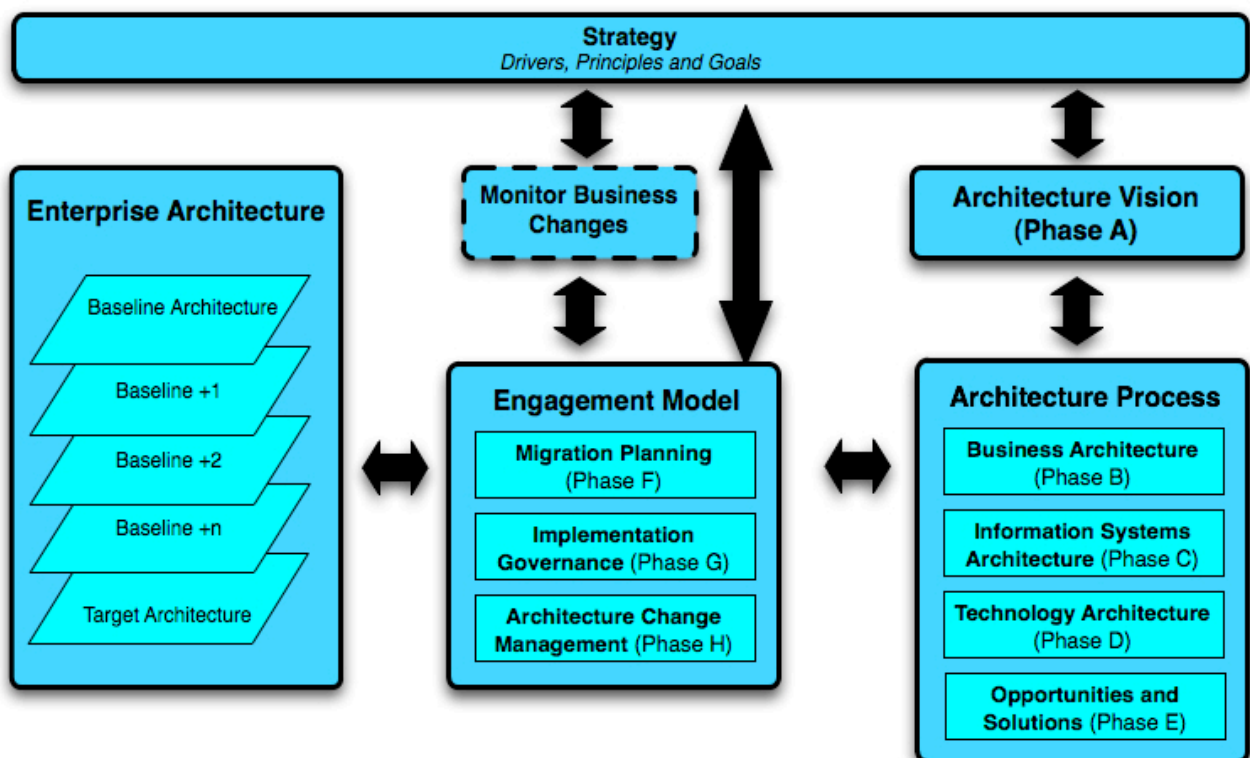 Strategy
Drivers, Principles and Goals
Enterprise Architecture
Baseline Architecture
Baseline +1
Baseline +2
Baseline +n
Target Architecture
Monitor Business
Changes
Engagement Model
Migration Planning
(Phase F)
Implementation
Governance (Phase G)
Architecture Change
Management (Phase H)
Architecture Vision
(Phase A)
Architecture Process
Business Architecture
(Phase B)
Information Systems
Architecture (Phase C)
Technology Architecture
(Phase D)
Opportunities and
Solutions (Phase E)